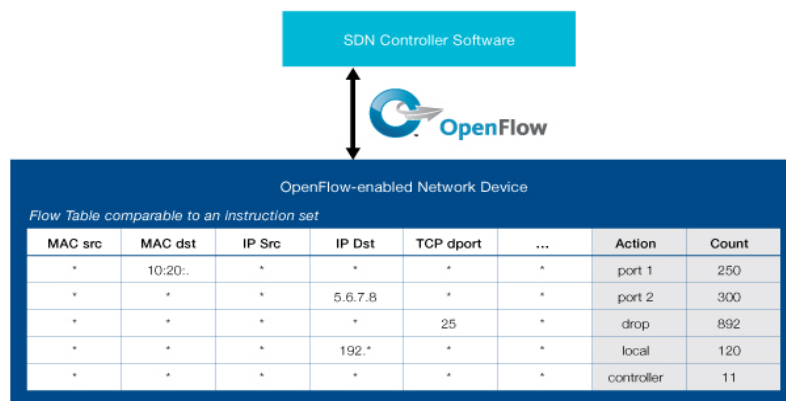 SDN Controller Software
OpenFlow
™
OpenFlow-enabled Network Device
Flow Table comparable to an instruction set
MAC src MAC dst IP Src IP Dst TCP dport ... Action Count
* 10:20:. * * * * port 1 250
* * * 5.6.7.8 * * port 2 300
* * * * 25 * drop 892
* * * 192.* * * local 120
* * * * * * controller 11